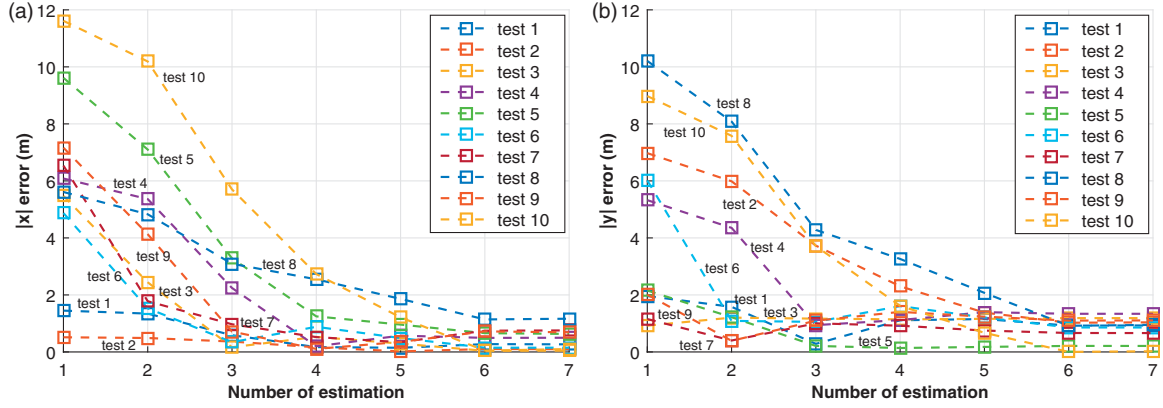 (a)
12
10
8
6
4
2
0
|x| error (m)
1 2 3 4 5 6 7
Number of estimation
test 10
test 5
test 4
test 9
test 8
test 6
test 3
test 1
test 7
test 2
test 1
test 2
test 3
test 4
test 5
test 6
test 7
test 8
test 9
test 10
(b)
12
10
8
6
4
2
0
|y| error (m)
1 2 3 4 5 6 7
Number of estimation
test 8
test 10
test 2
test 4
test 6
test 1
test 9
test 3
test 7
test 5
test 1
test 2
test 3
test 4
test 5
test 6
test 7
test 8
test 9
test 10